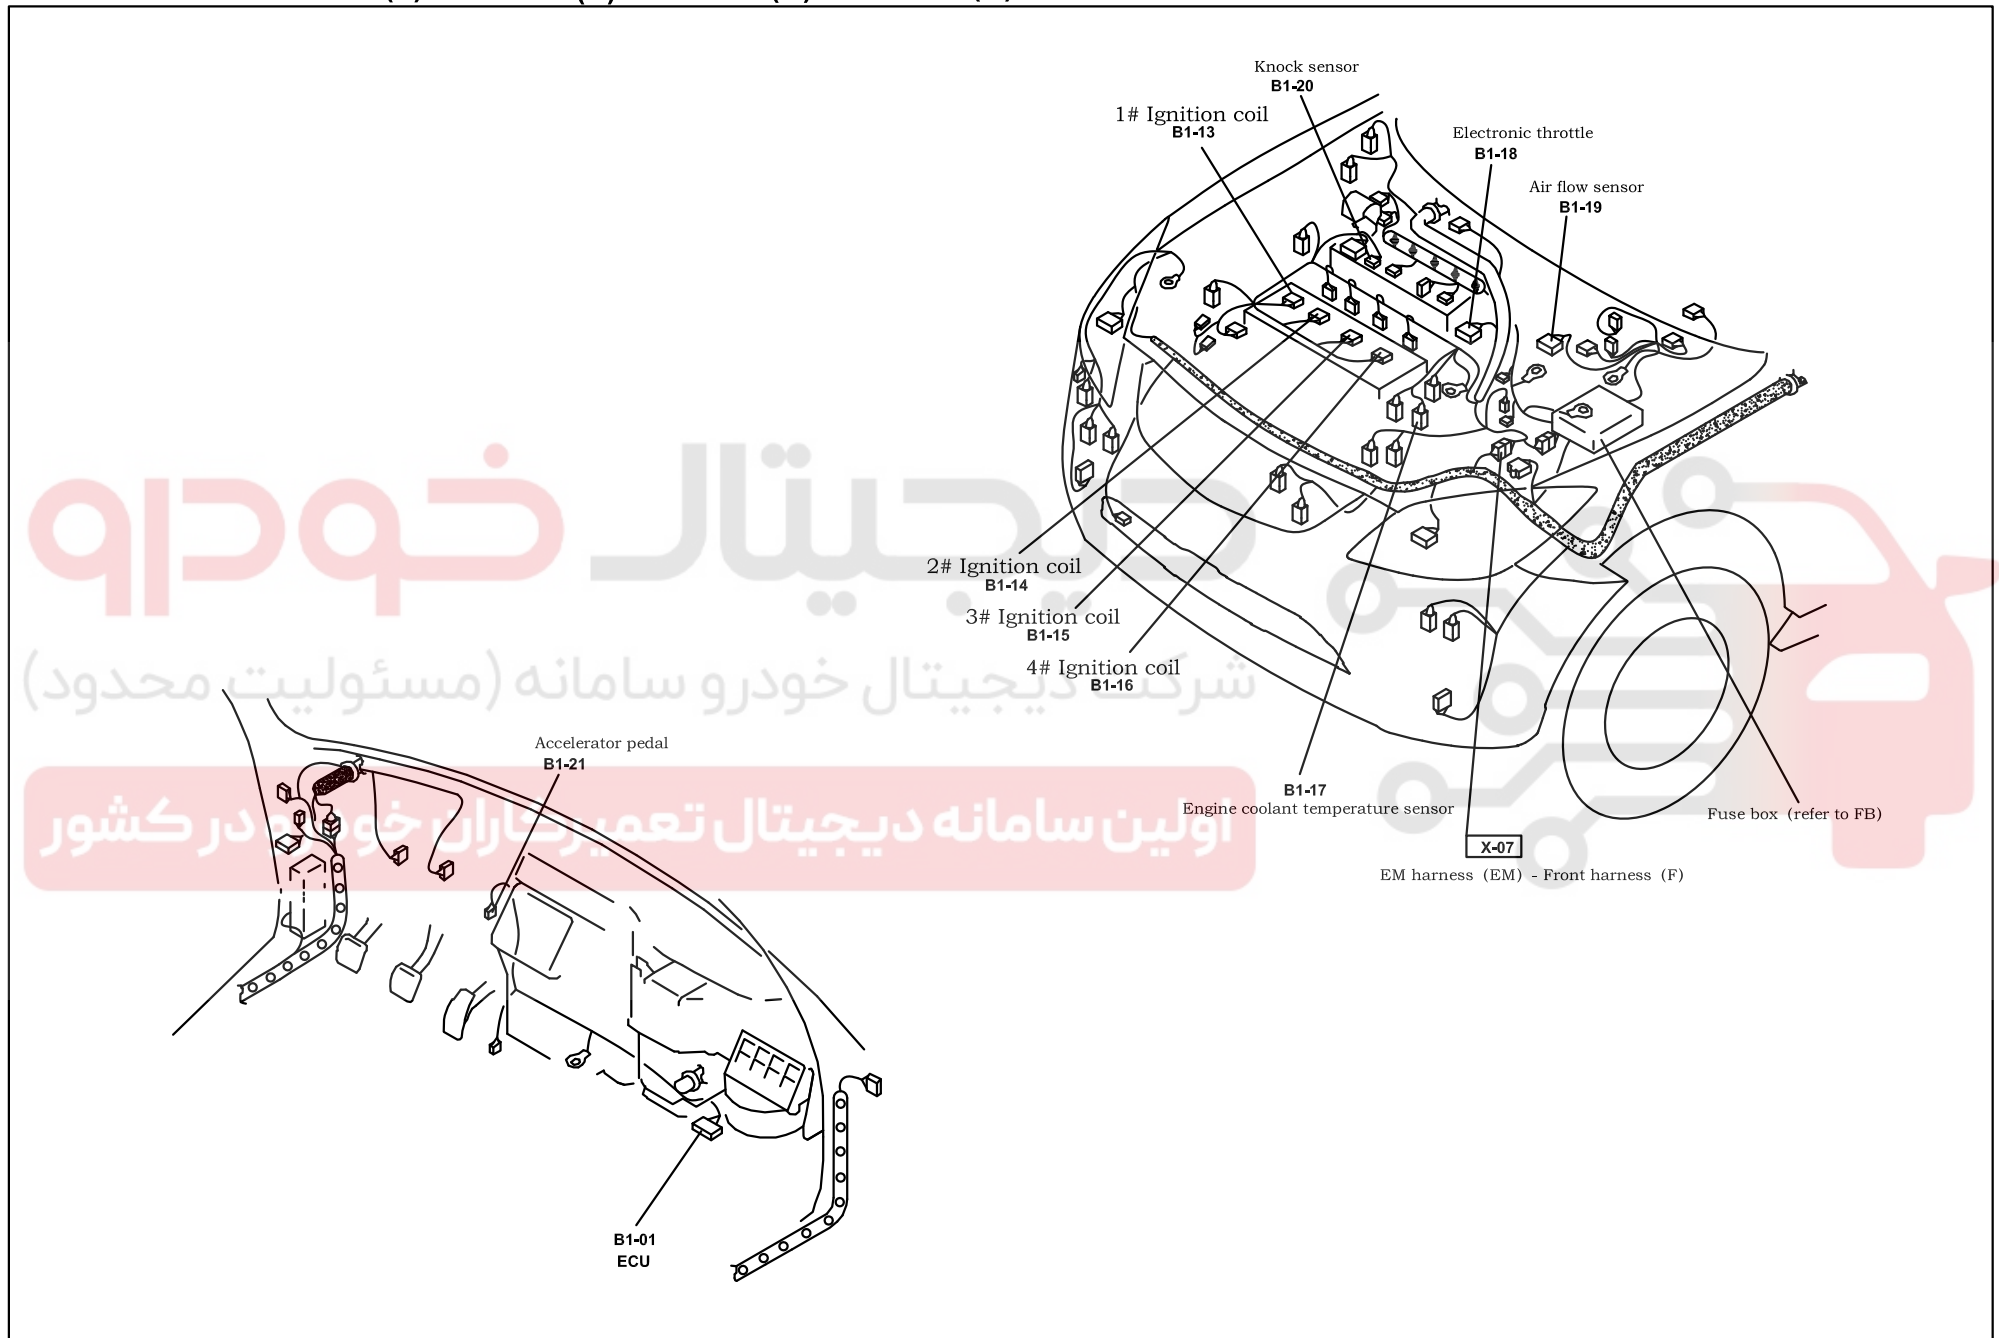 Knock sensor
B1-20
1# Ignition coil
B1-13
Electronic throttle
B1-18
Air flow sensor
B1-19
2# Ignition coil
B1-14
3# Ignition coil
B1-15
4# Ignition coil
B1-16
B1-17
Engine coolant temperature sensor
Fuse box (refer to FB)
X-07
EM harness (EM) - Front harness (F)
Accelerator pedal
B1-21
B1-01
ECU
دیجیتال خودرو
شرکت دیجیتال خودرو سامانه (مسئولیت محدود)
اولین سامانه دیجیتال تعمیرکاران خودرو در کشور